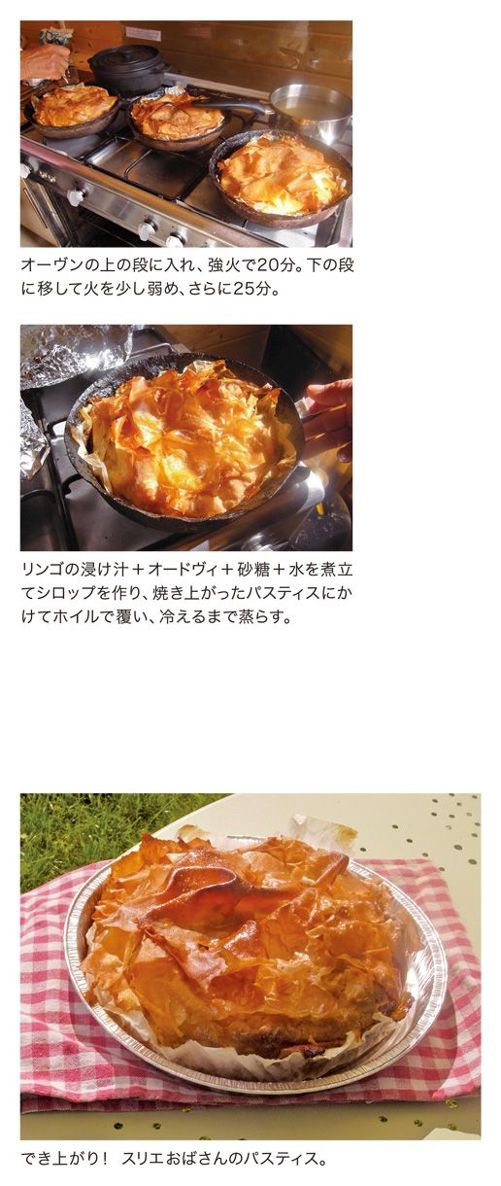 オーヴンの上の段に入れ、強火で20分。下の段
に移して火を少し弱め、さらに25分。
リンゴの浸け汁＋オードヴィ＋砂糖＋水を煮立
てシロップを作り、焼き上がったパスティスにか
けてホイルで覆い、冷えるまで蒸らす。
でき上がり！ スリエおばさんのパスティス。